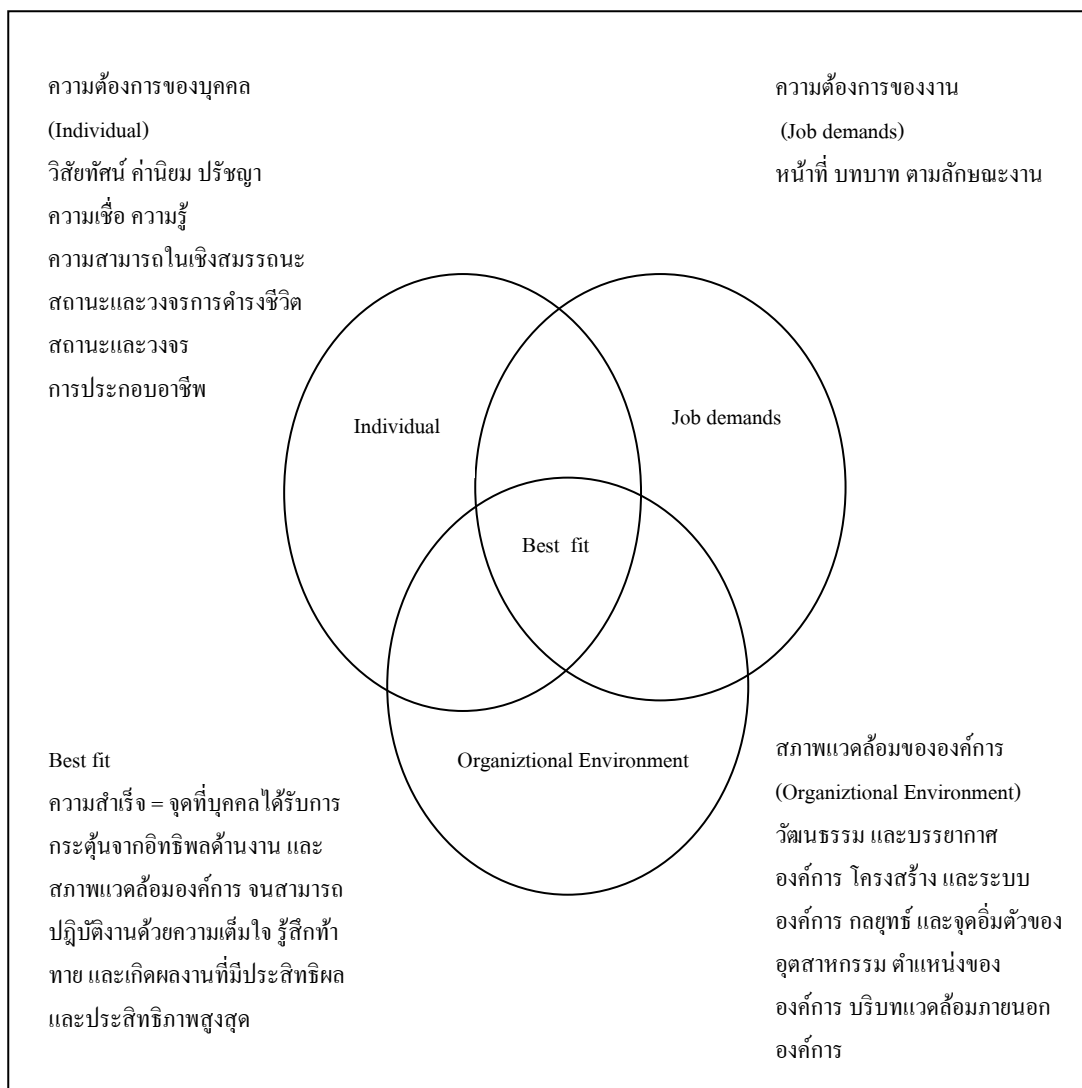 ความต้องการของบุคคล
(Individual)
วิสัยทัศน์ ค่านิยม ปรัชญา
ความเชื่อ ความรู้
ความสามารถในเชิงสมรรถนะ
สถานะและวงจรการดำรงชีวิต
สถานะและวงจร
การประกอบอาชีพ
ความต้องการของงาน
(Job demands)
หน้าที่ บทบาท ตามลักษณะงาน
Individual
Job demands
Best fit
Organiztional Environment
Best fit
ความสำเร็จ = จุดที่บุคคลได้รับการ
กระตุ้นจากอิทธิพลด้านงาน และ
สภาพแวดล้อมองค์การ จนสามารถ
ปฎิบัติงานด้วยความเต็มใจ รู้สึกท้า
ทาย และเกิดผลงานที่มีประสิทธิผล
และประสิทธิภาพสูงสุด
สภาพแวดล้อมขององค์การ
(Organiztional Environment)
วัฒนธรรม และบรรยากาศ
องค์การ โครงสร้าง และระบบ
องค์การ กลยุทธ์ และจุดอิ่มตัวของ
อุตสาหกรรม ตำแหน่งของ
องค์การ บริบทแวดล้อมภายนอก
องค์การ